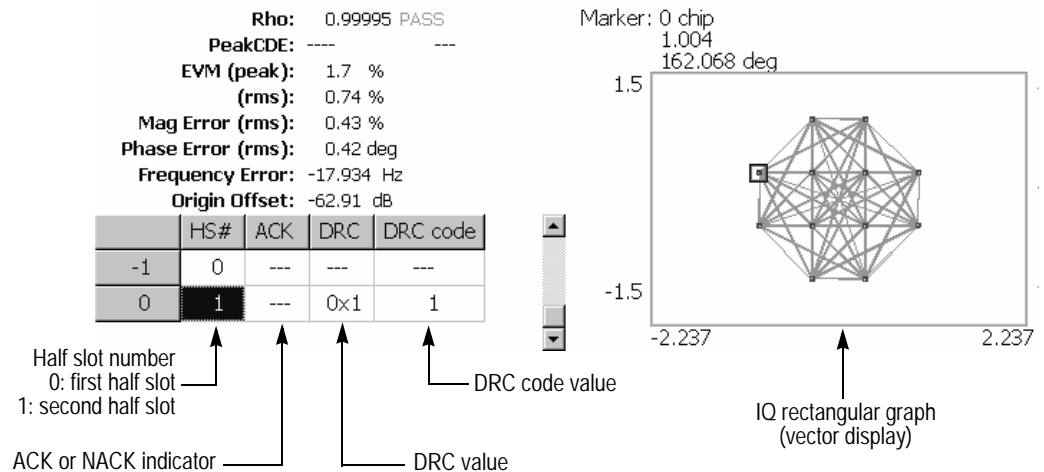 Rho: 0.99995 PASS
PeakCDE: ---- ---
EVM (peak): 1.7 %
(rms): 0.74 %
Mag Error (rms): 0.43 %
Phase Error (rms): 0.42 deg
Frequency Error: -17.934 Hz
Origin Offset: -62.91 dB
HS# ACK DRC DRC code
-1 0 --- --- ---
0 1 --- 0x1 1
Half slot number
0: first half slot
1: second half slot
ACK or NACK indicator
DRC value
DRC code value
Marker: 0 chip
1.004
162.068 deg
1.5
-1.5
-2.237 2.237
IQ rectangular graph
(vector display)